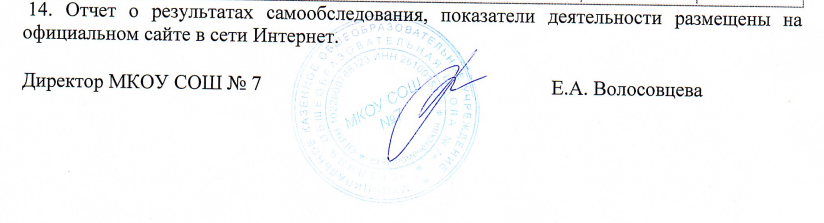 14. Отчет о результатах самообследования, показатели деятельности размещены на
официальном сайте в сети Интернет.
Директор МКОУ СОШ № 7
Е.А. Волосовцева
МКОУ СОШ
№7